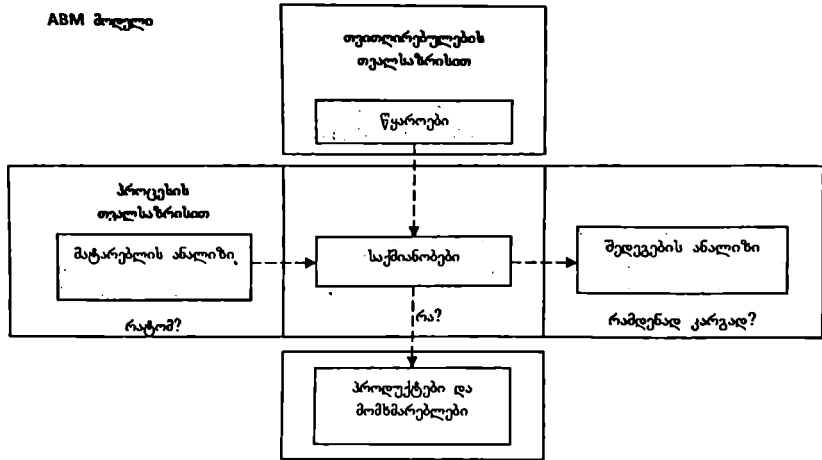 ABM მოდელი
თვითღირებულების
თვალსაზრისით
წყაროები
პროცესის
თვალსაზრისით
მატარებლის ანალიზი
საქმიანობები
შედეგების ანალიზი
რატომ?
რა?
რამდენად კარგად?
პროდუქტები და
მომხმარებლები